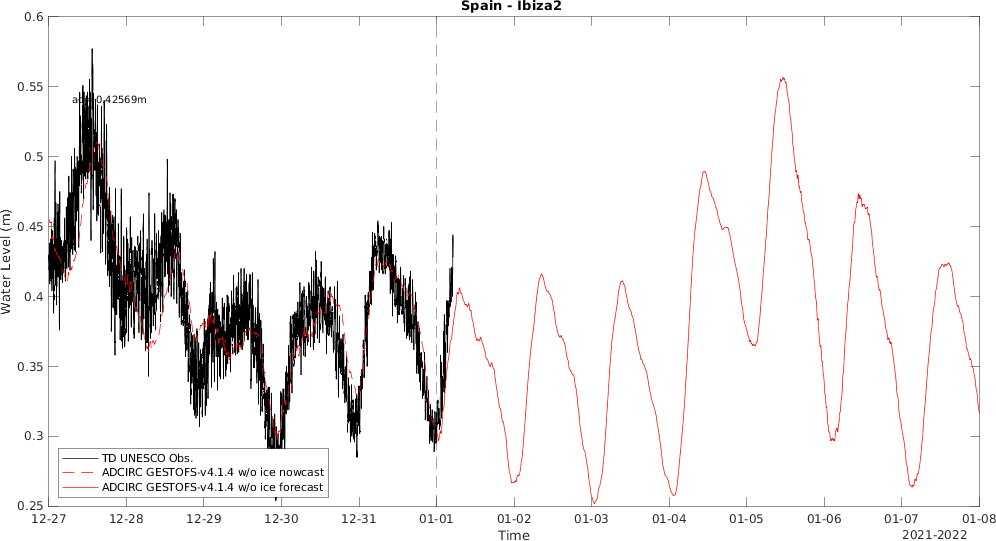 Spain - Ibiza2
0.6
0.55
0.5
0.45
0.4
0.35
0.3
0.25
Water Level (m)
0.42569m
TD UNESCO Obs.
ADCIRC GESTOFS-v4.1.4 w/o ice nowcast
ADCIRC GESTOFS-v4.1.4 w/o ice forecast
12-27 12-28 12-29 12-30 12-31 01-01 01-02 01-03 01-04 01-05 01-06 01-07 01-08
Time
2021-2022